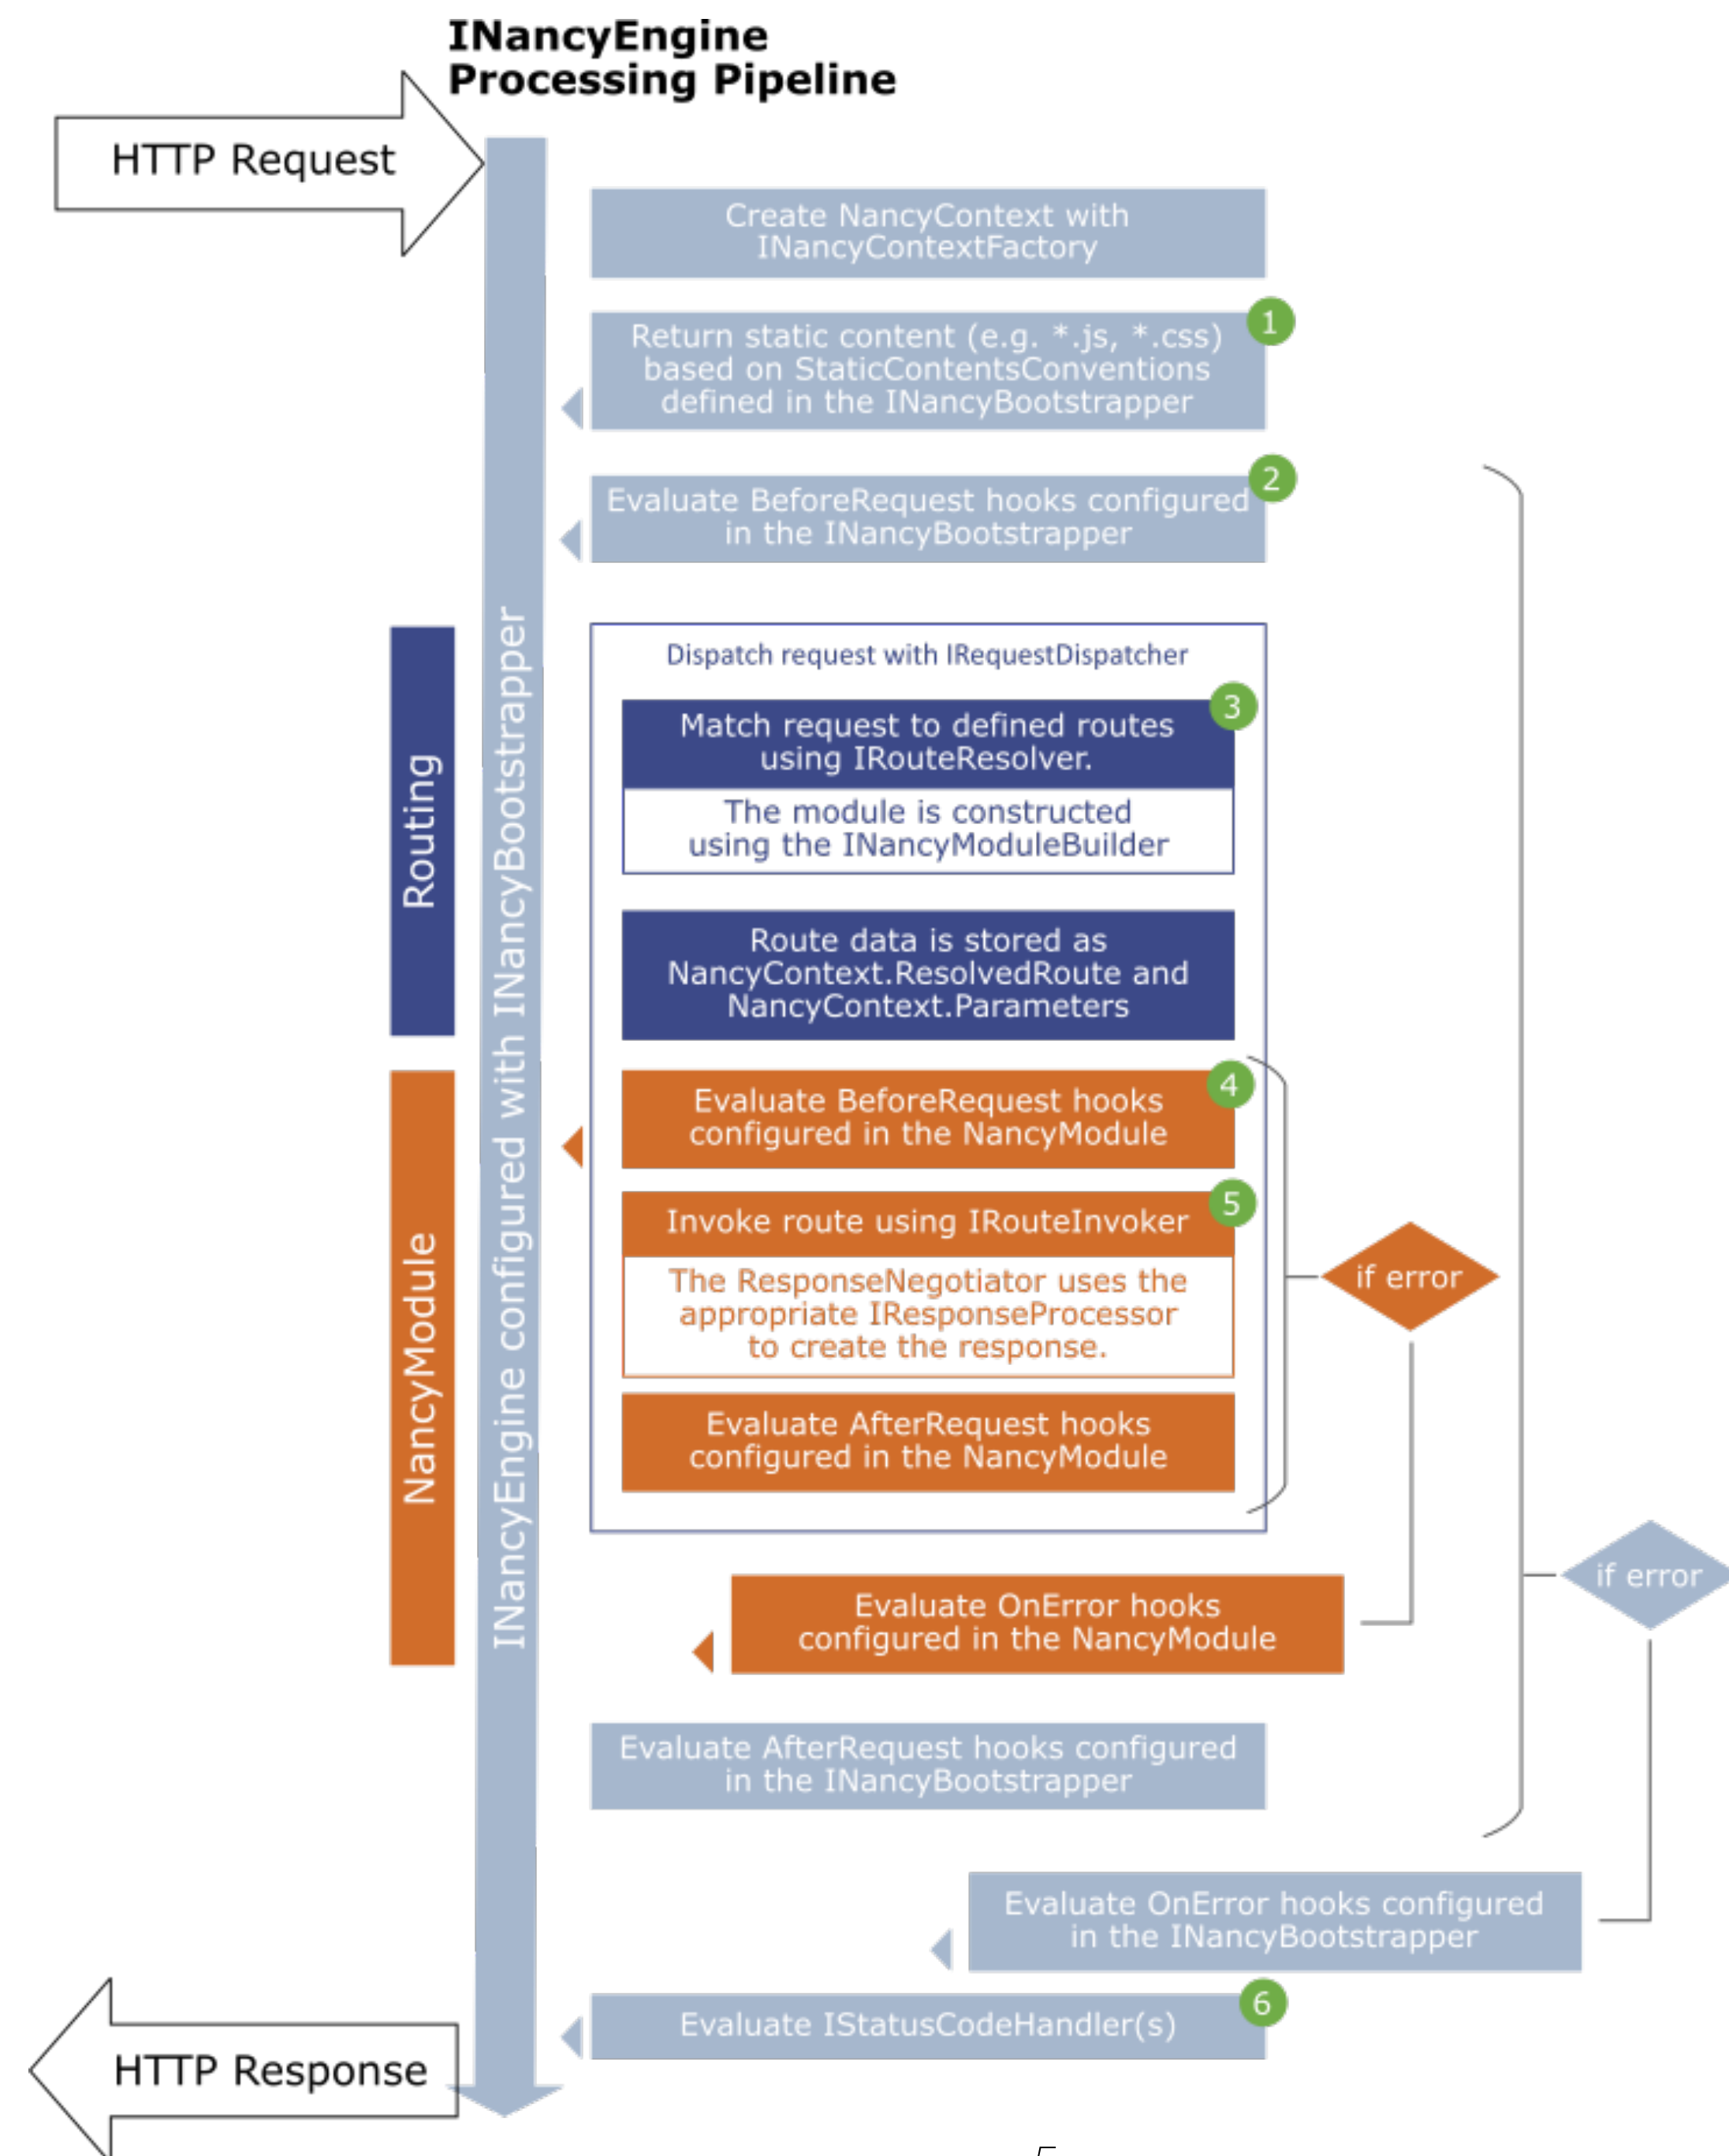 INancyEngine
Processing Pipeline
HTTP Request
Create NancyContext with
INancyContextFactory
1
Return static content (e.g. *.js, *.css)
based on StaticContentsConventions
defined in the INancyBootstrapper
2
Evaluate BeforeRequest hooks configured
in the INancyBootstrapper
INancyEngine configured with INancyBootstrapper
Routing
Dispatch request with IRequestDispatcher
3
Match request to defined routes
using IRouteResolver.
The module is constructed
using the INancyModuleBuilder
Route data is stored as
NancyContext.ResolvedRoute and
NancyContext.Parameters
NancyModule
4
Evaluate BeforeRequest hooks
configured in the NancyModule
5
Invoke route using IRouteInvoker
The ResponseNegotiator uses the
appropriate IResponseProcessor
to create the response.
if error
Evaluate AfterRequest hooks
configured in the NancyModule
if error
Evaluate OnError hooks
configured in the NancyModule
Evaluate AfterRequest hooks configured
in the INancyBootstrapper
Evaluate OnError hooks configured
in the INancyBootstrapper
6
Evaluate IStatusCodeHandler(s)
HTTP Response